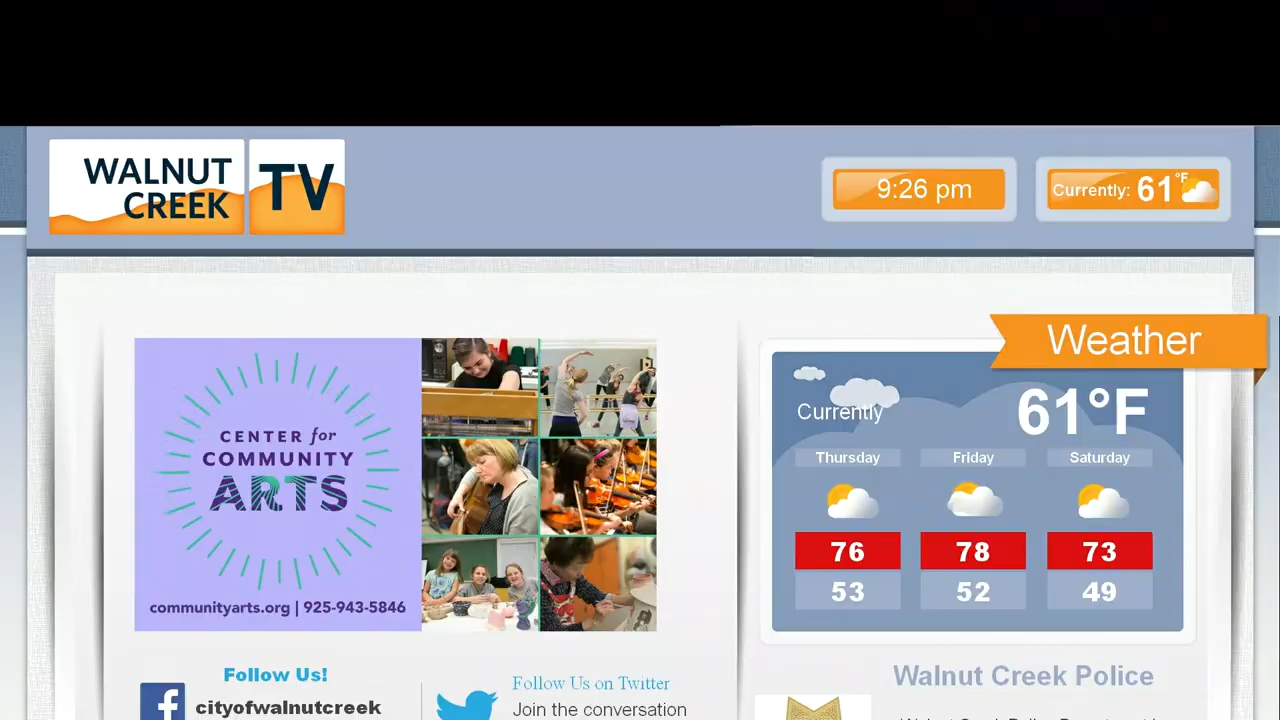 WALNUT
CREEK
TV
9:26 pm
Currently: 61°F
Weather
Currently
61°F
Thursday
Friday
Saturday
76
78
73
53
52
49
CENTER for
COMMUNITY
ARTS
communityarts.org | 925-943-5846
Follow Us!
cityofwalnutcreek
Follow Us on Twitter
Join the conversation
Walnut Creek Police